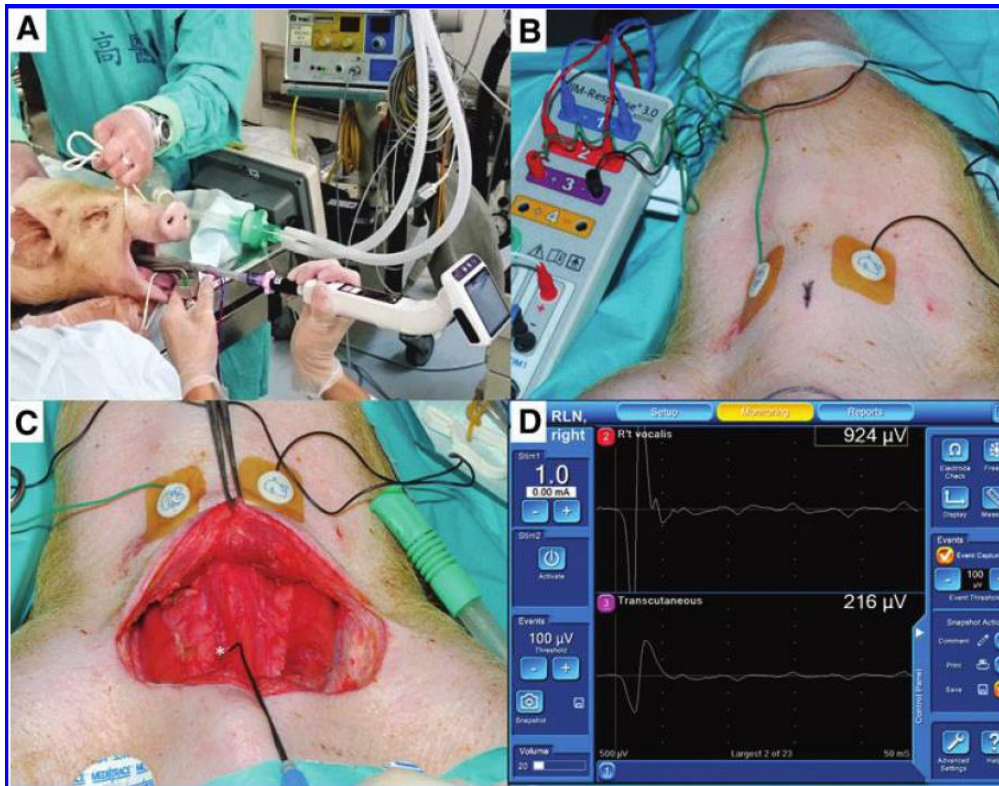 A
高醫
B
NIM-Response® 3.0
- 1 -
2
+ 3 -
+ 4 -
+
-
C
*
MEDITRACE
D
RLN,
right
Setup
Monitoring
Reports
Stim1
1.0
0.00 mA
- +
Stim2
Activate
Events
100 µV
Threshold
- +
Snapshot
Volume
20
2 R't vocalis 924 µV
3 Transcutaneous 216 µV
500 µV Largest 2 of 23 50 mS
1
Control Panel
Electrode
Check
Display
Events
Event Capture
100
µV
Event Threshold
Comment
Print
Save
Advanced
Settings